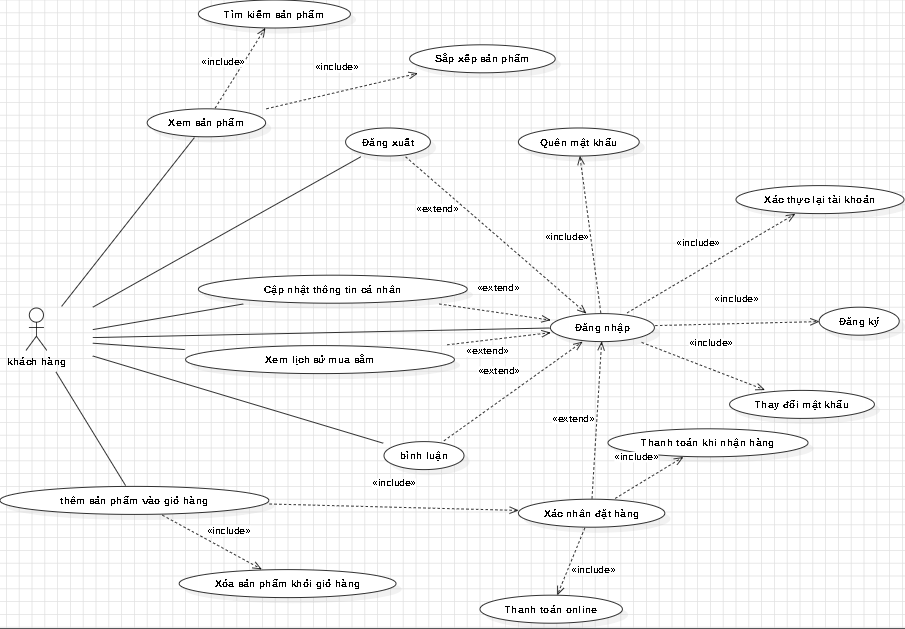 Tìm kiếm sản phẩm
Sắp xếp sản phẩm
«include»
«include»
Xem sản phẩm
Đăng xuất
Quên mật khẩu
Xác thực lại tài khoản
«extend»
«include»
«include»
Cập nhật thông tin cá nhân
«extend»
«include»
Đăng nhập
Đăng ký
khách hàng
Xem lịch sử mua sắm
«extend»
«include»
«extend»
Thay đổi mật khẩu
«extend»
Thanh toán khi nhận hàng
bình luận
«include»
«include»
thêm sản phẩm vào giỏ hàng
Xác nhân đặt hàng
«include»
«include»
Xóa sản phẩm khỏi giỏ hàng
Thanh toán online